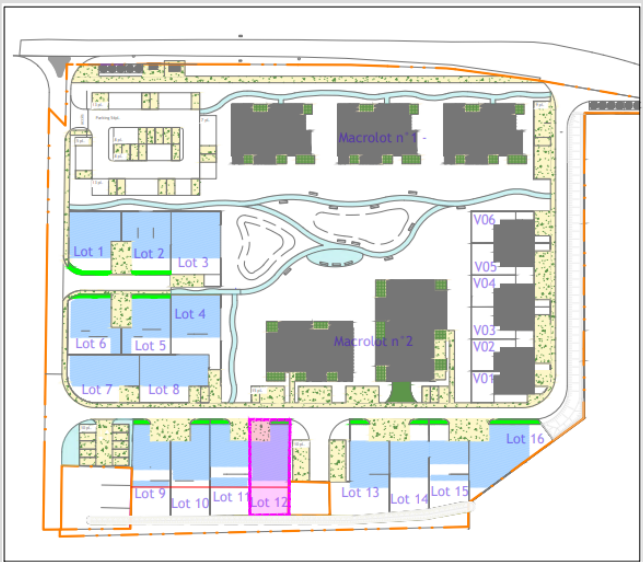 Macrolot n°1 -
V06
Lot 1
Lot 2
Lot 3
V05
V04
Lot 4
V03
Macrolot n°2
Lot 6
Lot 5
V02
V01
Lot 7
Lot 8
Lot 16
Lot 9
Lot 10
Lot 11
Lot 12
Lot 13
Lot 14
Lot 15